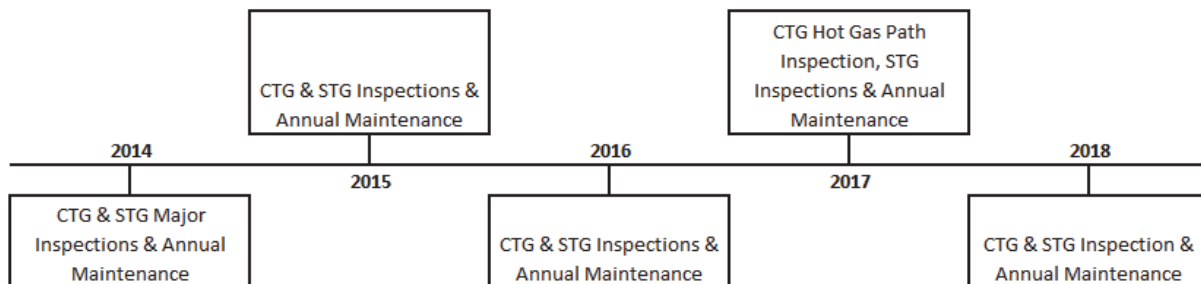 CTG Hot Gas Path
Inspection, STG
Inspections & Annual
Maintenance
CTG & STG Inspections &
Annual Maintenance
2014
2016
2018
2015
2017
CTG & STG Major
Inspections & Annual
Maintenance
CTG & STG Inspections &
Annual Maintenance
CTG & STG Inspection &
Annual Maintenance